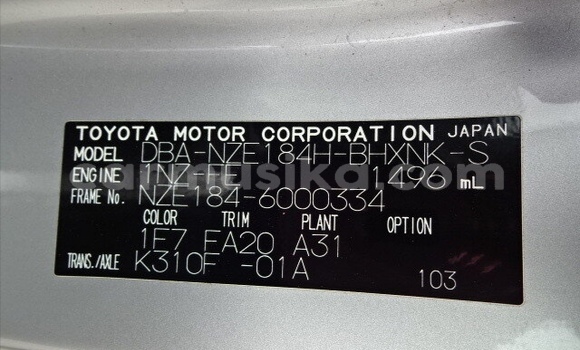 TOYOTA MOTOR CORPORATION JAPAN
MODEL DBA-NZE184H-BHXNK-S
ENGINE 1NZ-FE 1496 mL
FRAME No. NZE184-6000334
COLOR TRIM PLANT OPTION
1E7 FA20 A31
TRANS./AXLE K310F -01A
103